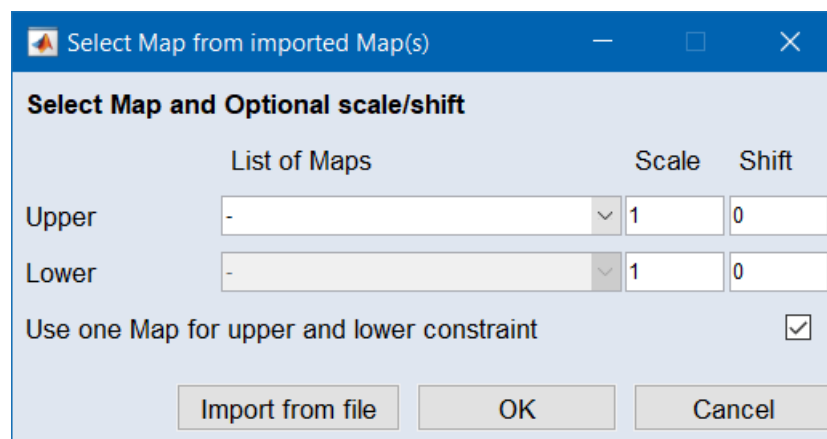 Select Map from imported Map(s)
Select Map and Optional scale/shift
List of Maps Scale Shift
Upper - 1 0
Lower - 1 0
Use one Map for upper and lower constraint
Import from file OK Cancel